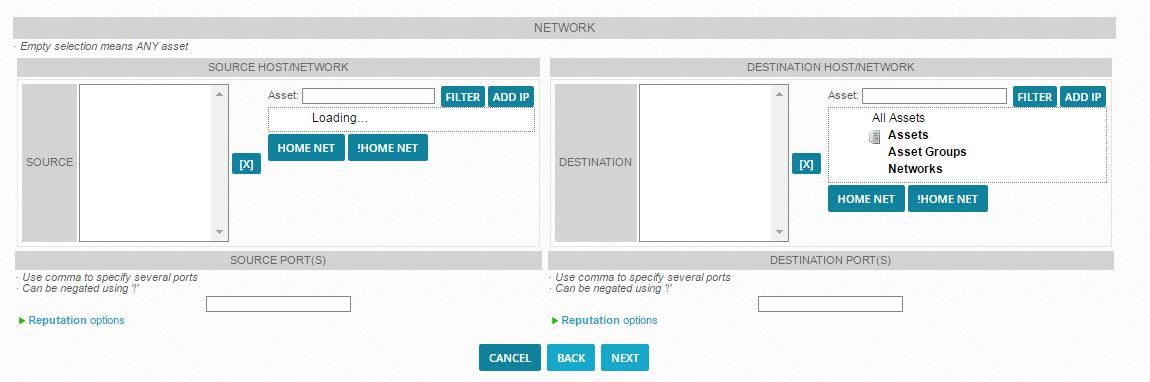 NETWORK
· Empty selection means ANY asset
SOURCE HOST/NETWORK
SOURCE
[X]
Asset:
FILTER
ADD IP
Loading...
HOME NET
!HOME NET
DESTINATION HOST/NETWORK
DESTINATION
[X]
Asset:
FILTER
ADD IP
All Assets
Assets
Asset Groups
Networks
HOME NET
!HOME NET
SOURCE PORT(S)
· Use comma to specify several ports
· Can be negated using '!'
Reputation options
DESTINATION PORT(S)
· Use comma to specify several ports
· Can be negated using '!'
Reputation options
CANCEL
BACK
NEXT